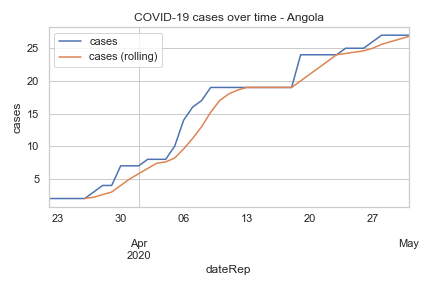 COVID-19 cases over time - Angola
cases
cases (rolling)
cases
25
20
15
10
5
23
30
06
13
20
27
Apr
2020
May
dateRep